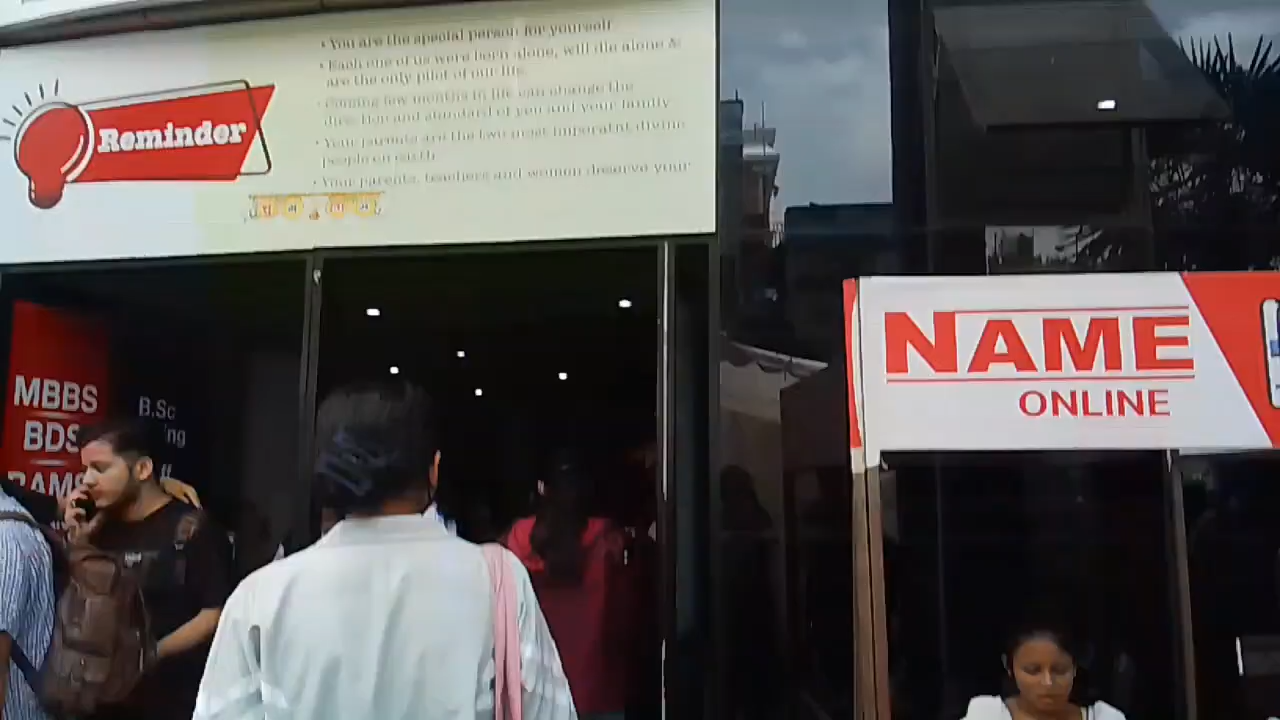 Reminder
• You are the special person for yourself
• Each one of us were born alone, will die alone &
are the only pilot of our life
• Coming few months in life can change the
direction and standard of you and your family
• Your parents are the two most important divine
people on earth
• Your parents, teachers and women deserve your
MBBS
BDS
BAMS
B.Sc
NAME
ONLINE